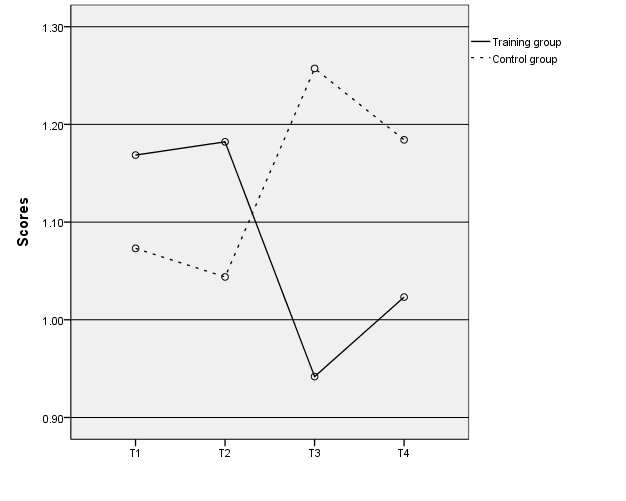 1.30
1.20
1.10
1.00
0.90
Scores
T1 T2 T3 T4
Training group
Control group